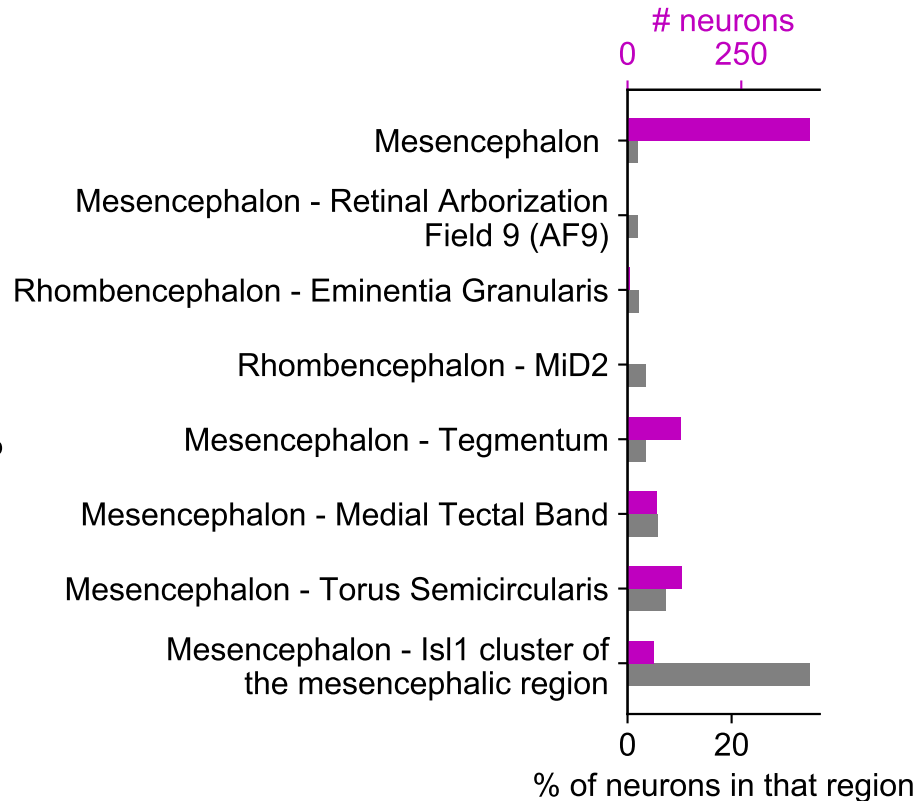 # neurons
0 250
Mesencephalon
Mesencephalon - Retinal Arborization
Field 9 (AF9)
Rhombencephalon - Eminentia Granularis
Rhombencephalon - MiD2
Mesencephalon - Tegmentum
Mesencephalon - Medial Tectal Band
Mesencephalon - Torus Semicircularis
Mesencephalon - Isl1 cluster of
the mesencephalic region
0 20
% of neurons in that region